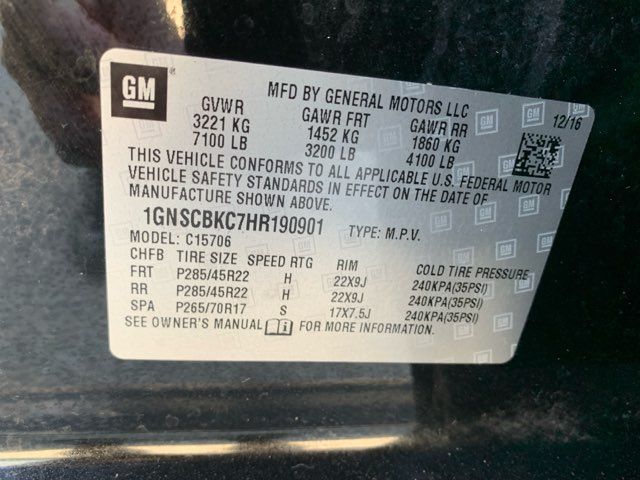 GM
MFD BY GENERAL MOTORS LLC
12/16
GVWR GAWR FRT GAWR RR
3221 KG 1452 KG 1860 KG
7100 LB 3200 LB 4100 LB
THIS VEHICLE CONFORMS TO ALL APPLICABLE U.S. FEDERAL MOTOR
VEHICLE SAFETY STANDARDS IN EFFECT ON THE DATE OF
MANUFACTURE SHOWN ABOVE.
1GNSCBKC7HR190901 TYPE: M.P.V.
MODEL: C15706
CHFB TIRE SIZE SPEED RTG RIM COLD TIRE PRESSURE
FRT P285/45R22 H 22X9J 240KPA(35PSI)
RR P285/45R22 H 22X9J 240KPA(35PSI)
SPA P265/70R17 S 17X7.5J 240KPA(35PSI)
SEE OWNER'S MANUAL FOR MORE INFORMATION.